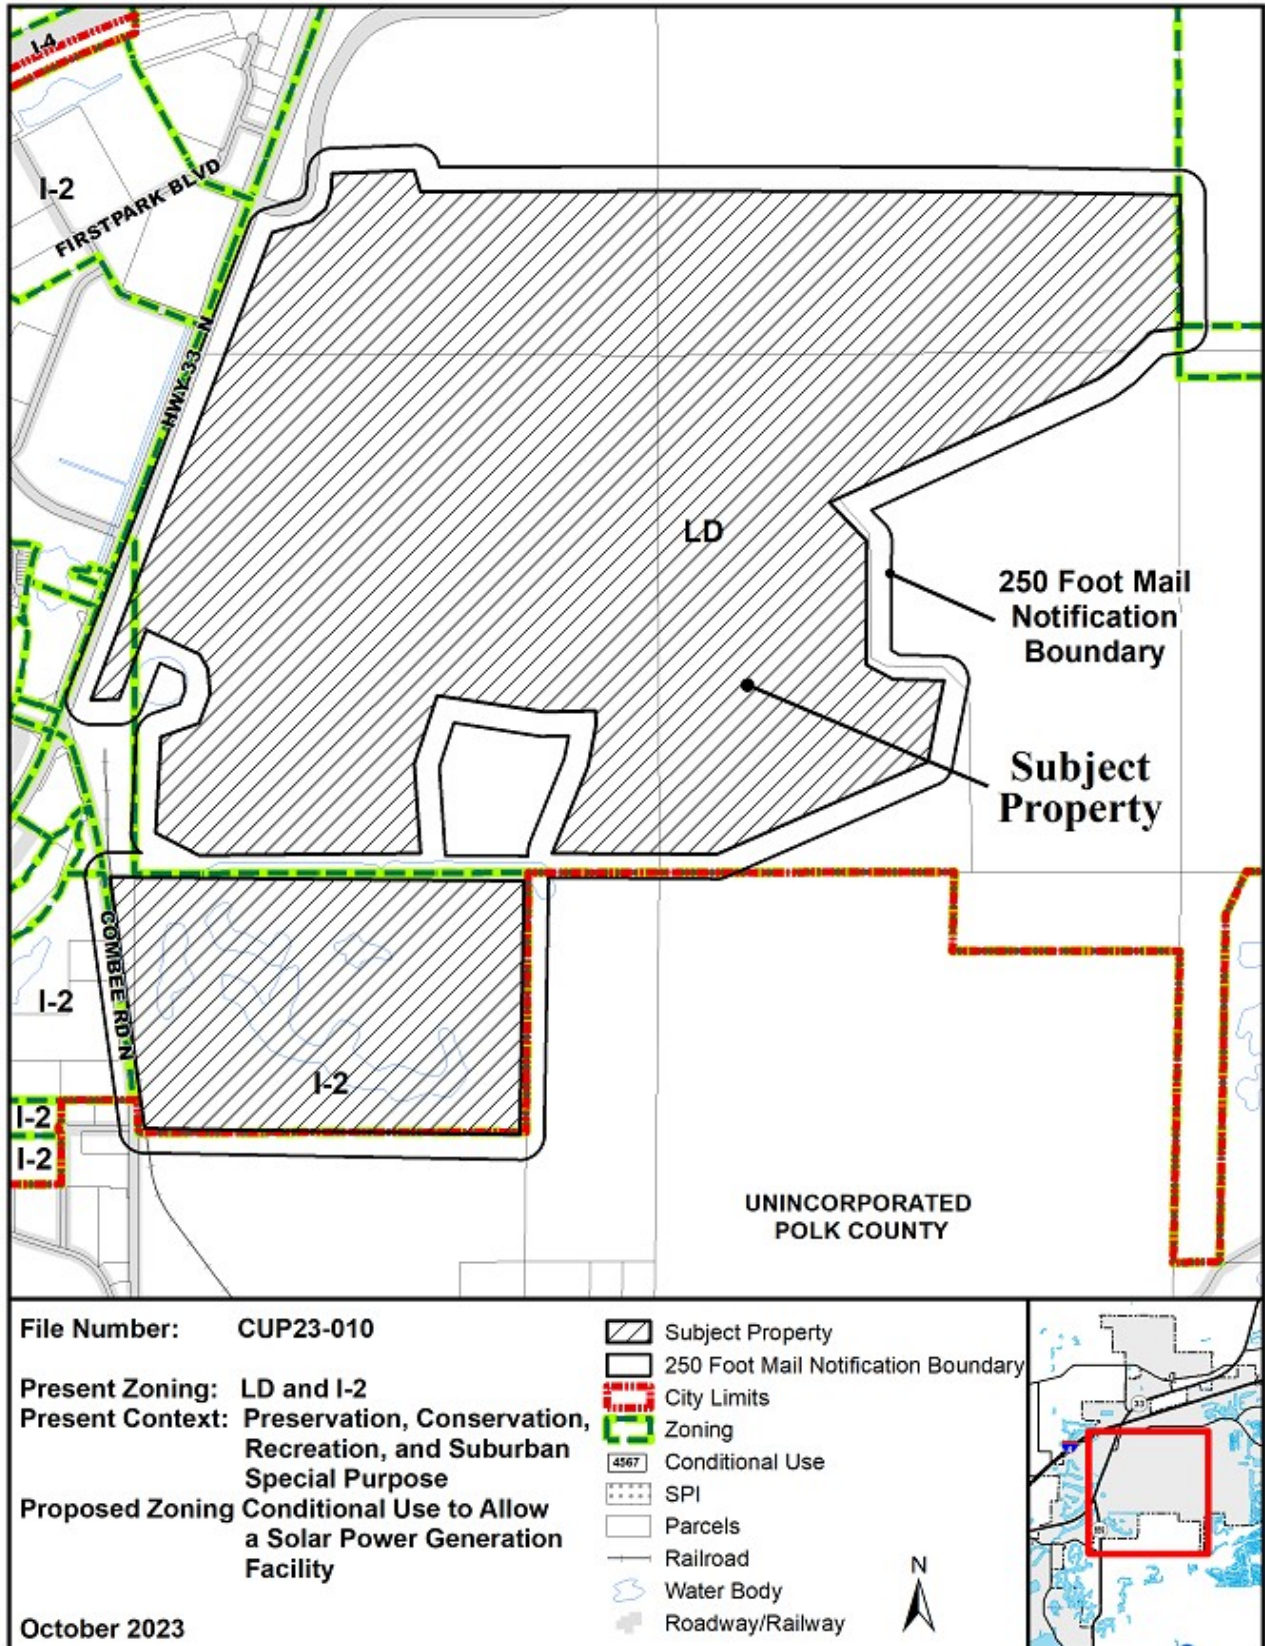 I-4
I-2
FIRSTPARK BLVD
HWY 33 N
LD
250 Foot Mail
Notification
Boundary
Subject
Property
COMBEE RD N
I-2
I-2
I-2
I-2
UNINCORPORATED
POLK COUNTY
File Number: CUP23-010
Present Zoning: LD and I-2
Present Context: Preservation, Conservation,
Recreation, and Suburban
Special Purpose
Proposed Zoning Conditional Use to Allow
a Solar Power Generation
Facility
October 2023
Subject Property
250 Foot Mail Notification Boundary
City Limits
Zoning
4567 Conditional Use
SPI
Parcels
Railroad
Water Body
Roadway/Railway
N
33